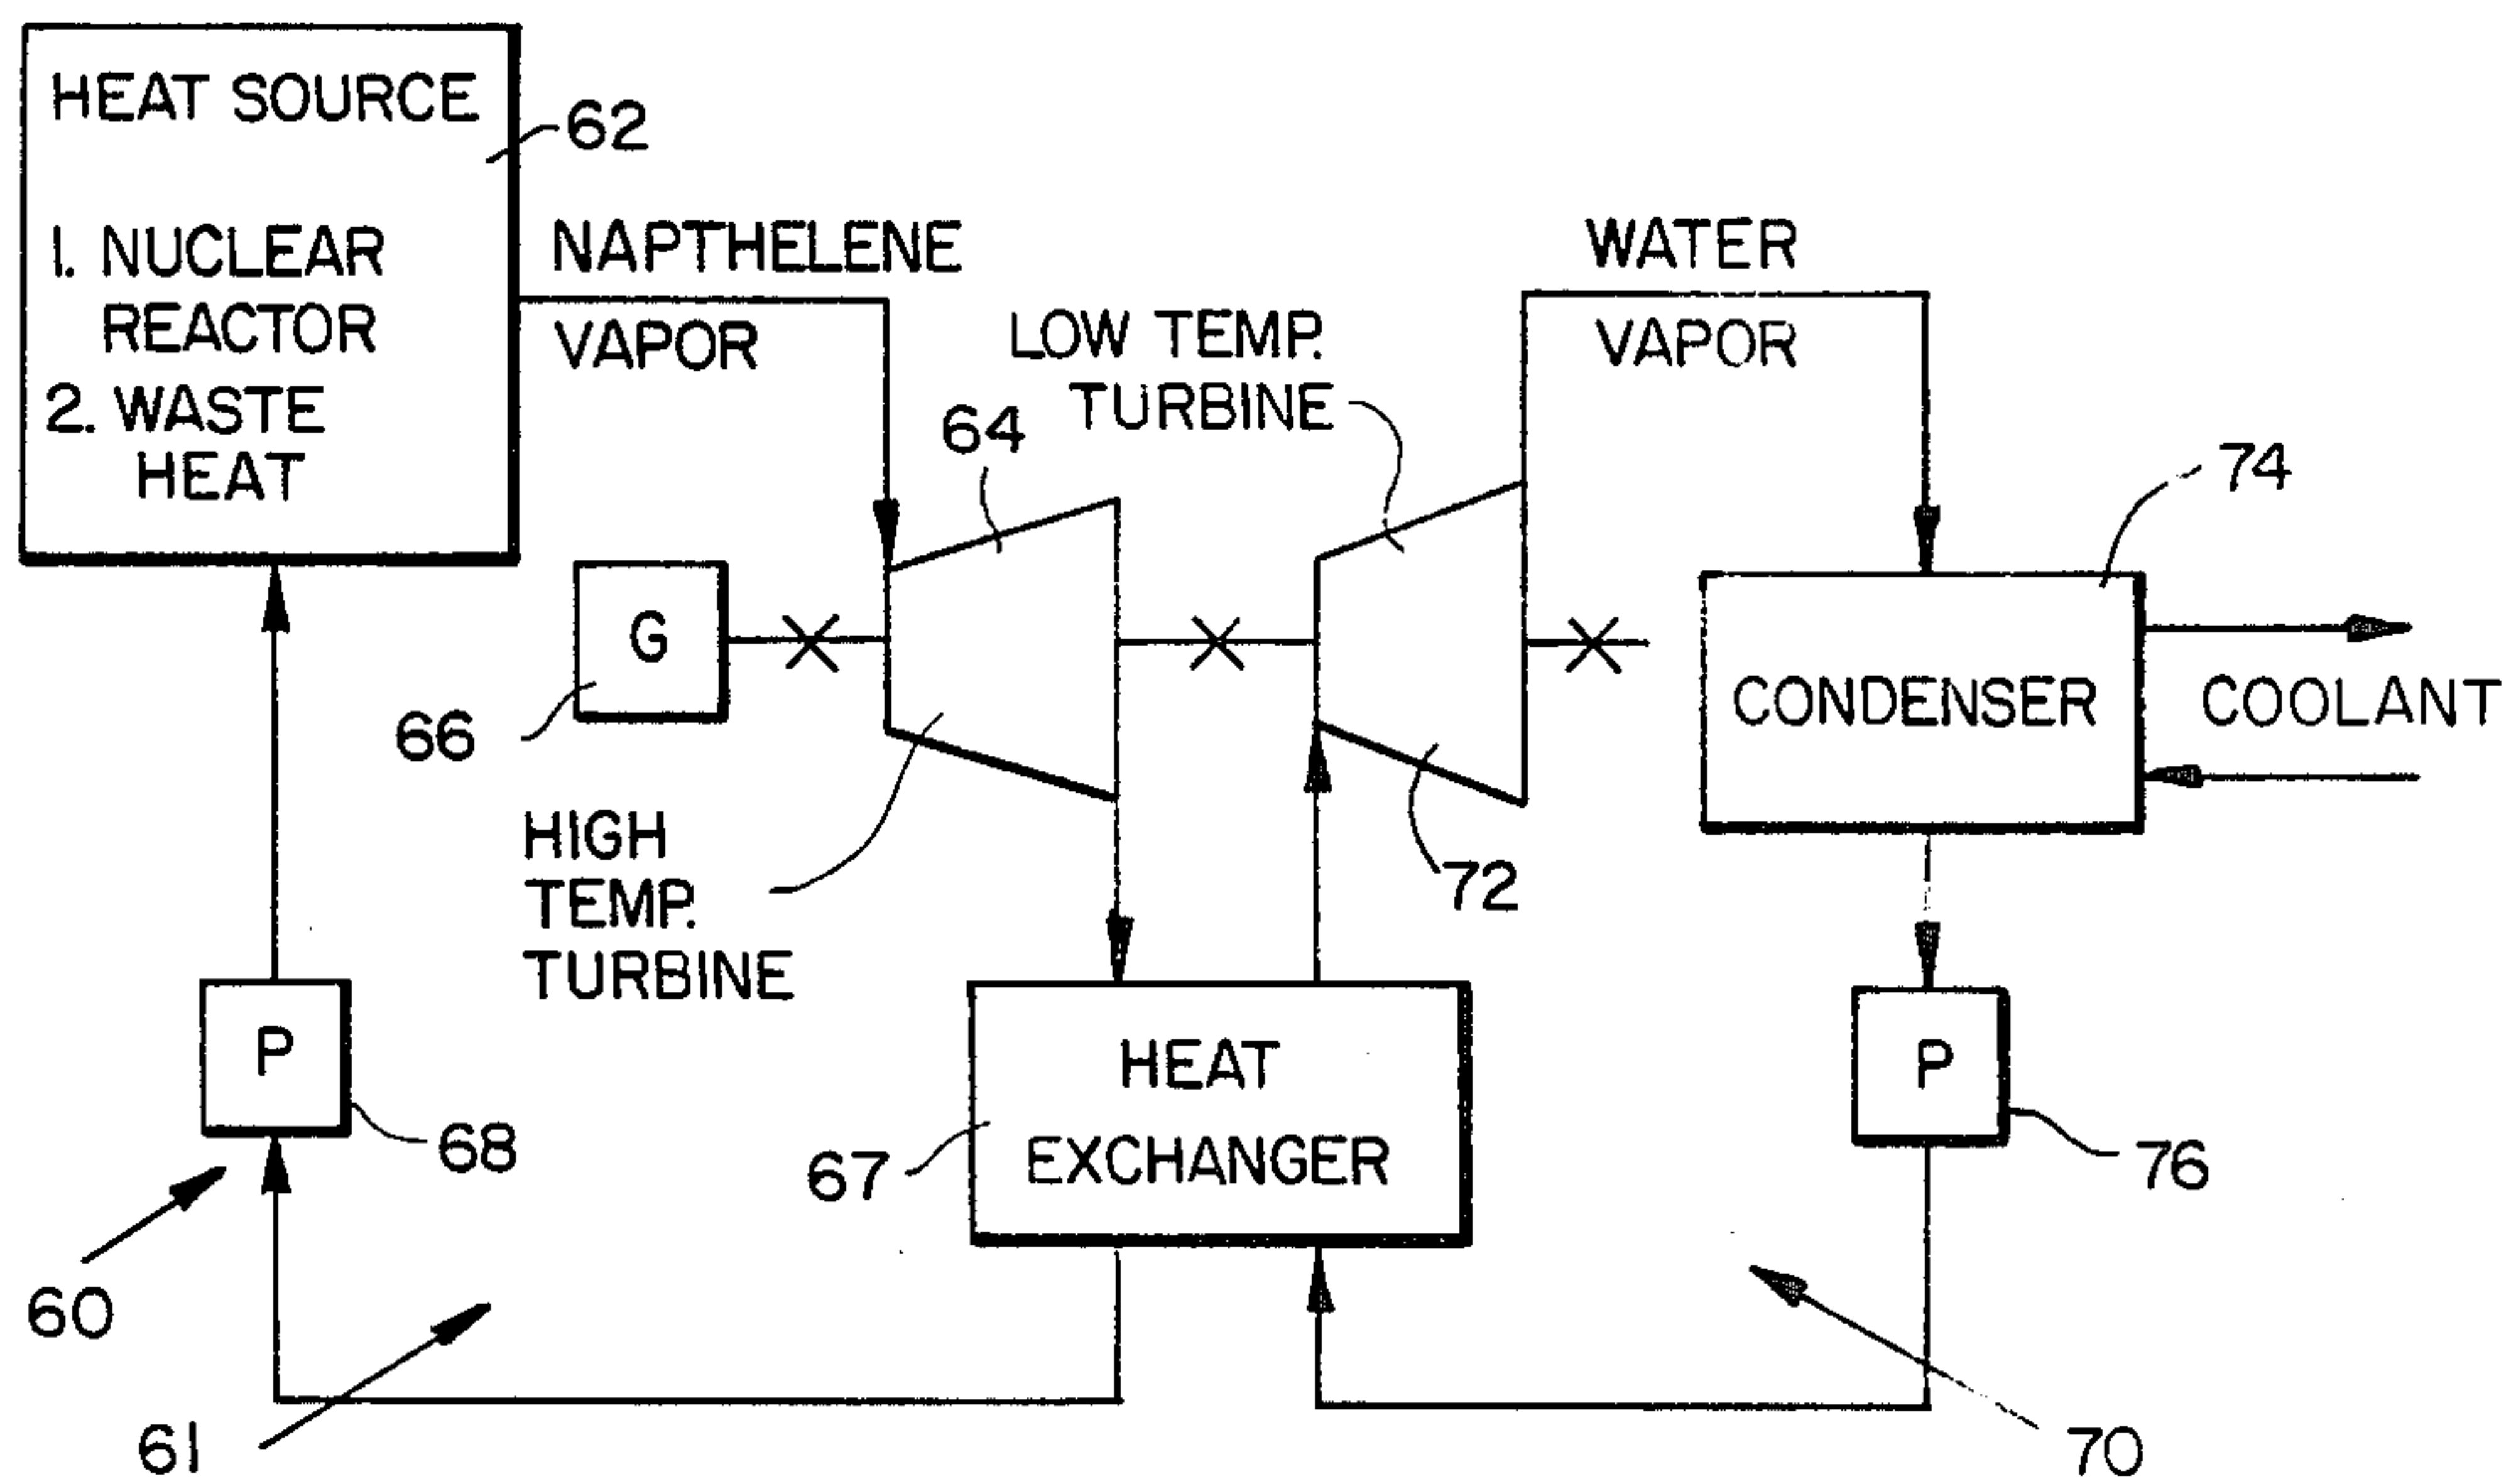 HEAT SOURCE
1. NUCLEAR
REACTOR
2. WASTE
HEAT
62
NAPTHELENE
VAPOR
LOW TEMP.
TURBINE
WATER
VAPOR
64
74
G
66
CONDENSER
COOLANT
HIGH
TEMP.
TURBINE
72
P
68
HEAT
EXCHANGER
67
P
76
60
61
70